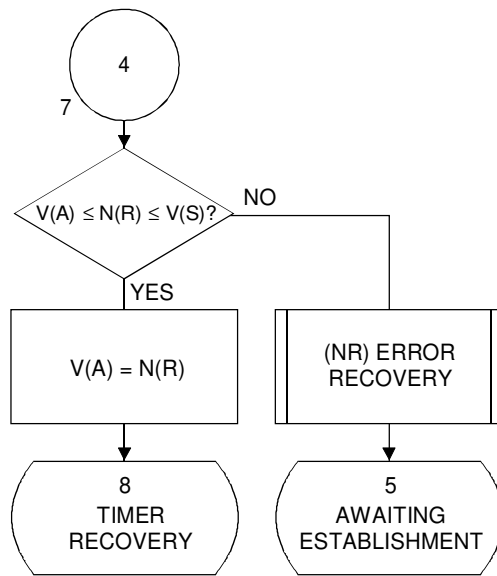 4
7
V(A) ≤ N(R) ≤ V(S)?
NO
YES
V(A) = N(R)
(NR) ERROR
RECOVERY
8
TIMER
RECOVERY
5
AWAITING
ESTABLISHMENT